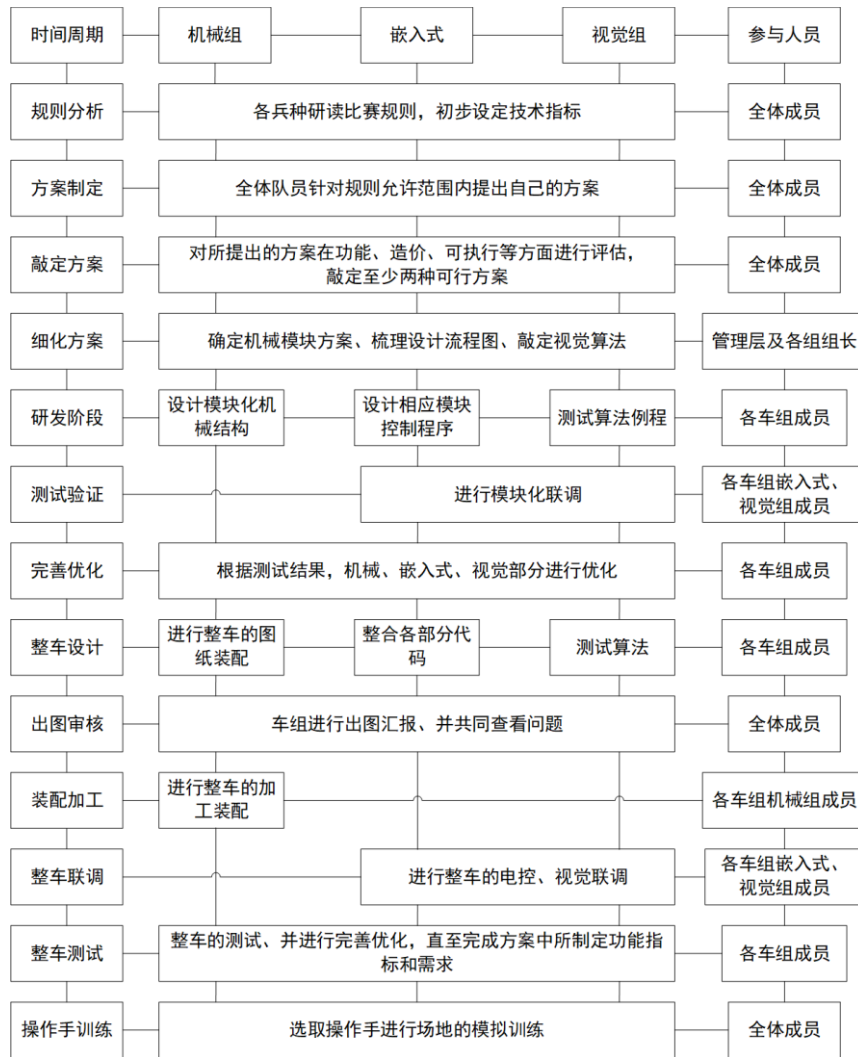 时间周期
机械组
嵌入式
视觉组
参与人员
规则分析
各兵种研读比赛规则，初步设定技术指标
全体成员
方案制定
全体队员针对规则允许范围内提出自己的方案
全体成员
敲定方案
对所提出的方案在功能、造价、可执行等方面进行评估，
敲定至少两种可行方案
全体成员
细化方案
确定机械模块方案、梳理设计流程图、敲定视觉算法
管理层及各组组长
研发阶段
设计模块化机
械结构
设计相应模块
控制程序
测试算法例程
各车组成员
测试验证
进行模块化联调
各车组嵌入式、
视觉组成员
完善优化
根据测试结果，机械、嵌入式、视觉部分进行优化
各车组成员
整车设计
进行整车的图
纸装配
整合各部分代
码
测试算法
各车组成员
出图审核
车组进行出图汇报、并共同查看问题
全体成员
装配加工
进行整车的加
工装配
各车组机械组成员
整车联调
进行整车的电控、视觉联调
各车组嵌入式、
视觉组成员
整车测试
整车的测试、并进行完善优化，直至完成方案中所制定功能指
标和需求
各车组成员
操作手训练
选取操作手进行场地的模拟训练
全体成员